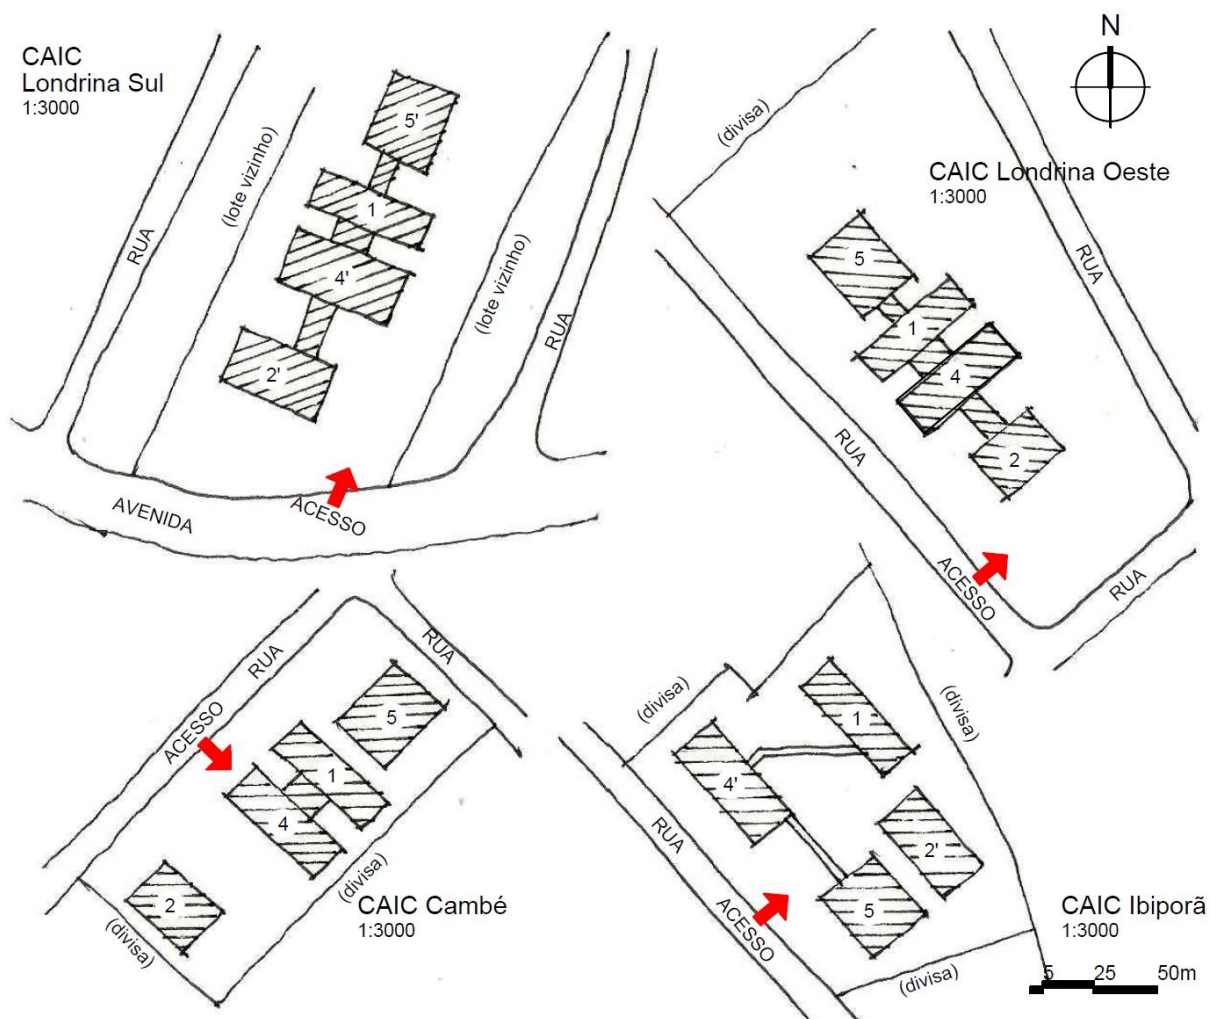 CAIC
Londrina Sul
1:3000
RUA
(lote vizinho)
5'
1
4'
2'
(lote vizinho)
RUA
AVENIDA
ACESSO
N
(divisa)
CAIC Londrina Oeste
1:3000
RUA
5
1
4
2
RUA
ACESSO
RUA
RUA
RUA
ACESSO
5
1
4
2
(divisa)
(divisa)
CAIC Cambé
1:3000
(divisa)
(divisa)
1
4'
2'
5
RUA
ACESSO
(divisa)
CAIC Ibiporã
1:3000
5 25 50m